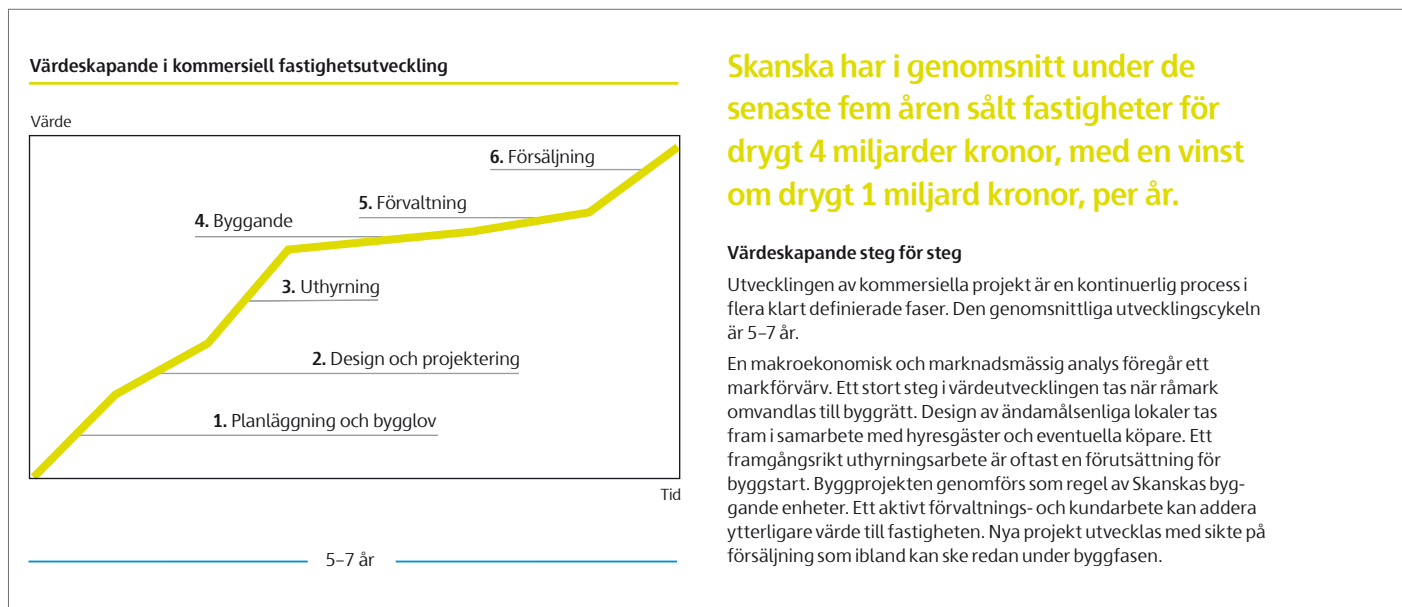 Värdeskapande i kommersiell fastighetsutveckling
Värde
6. Försäljning
5. Förvaltning
4. Byggande
3. Uthyrning
2. Design och projektering
1. Planläggning och bygglov
Tid
5–7 år
Skanska har i genomsnitt under de
senaste fem åren sålt fastigheter för
drygt 4 miljarder kronor, med en vinst
om drygt 1 miljard kronor, per år.
Värdeskapande steg för steg
Utvecklingen av kommersiella projekt är en kontinuerlig process i
flera klart definierade faser. Den genomsnittliga utvecklingscykeln
är 5–7 år.
En makroekonomisk och marknadsmässig analys föregår ett
markförvärv. Ett stort steg i värdeutvecklingen tas när råmark
omvandlas till byggrätt. Design av ändamålsenliga lokaler tas
fram i samarbete med hyresgäster och eventuella köpare. Ett
framgångsrikt uthyrningsarbete är oftast en förutsättning för
byggstart. Byggprojekten genomförs som regel av Skanskas byg-
gande enheter. Ett aktivt förvaltnings- och kundarbete kan addera
ytterligare värde till fastigheten. Nya projekt utvecklas med sikte på
försäljning som ibland kan ske redan under byggfasen.